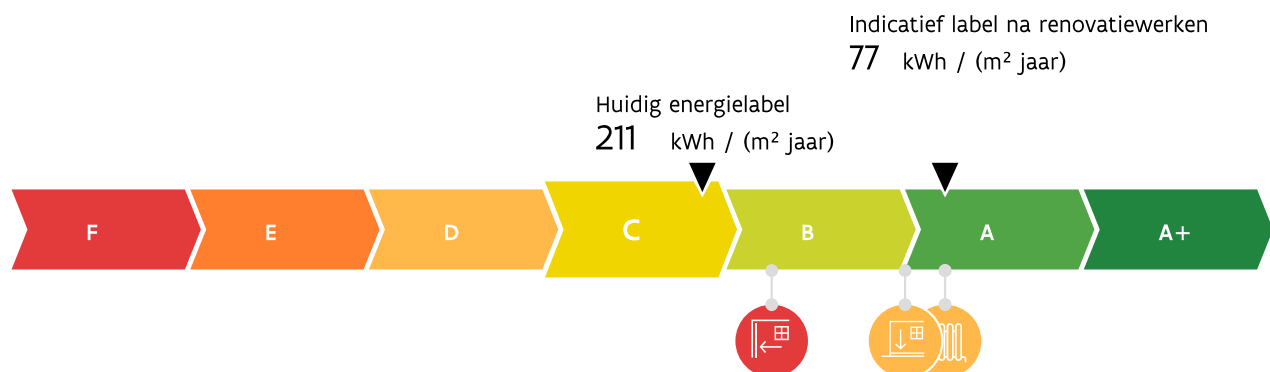 Indicatief label na renovatiewerken
77 kWh / (m² jaar)
Huidig energielabel
211 kWh / (m² jaar)
F E D C B A A+